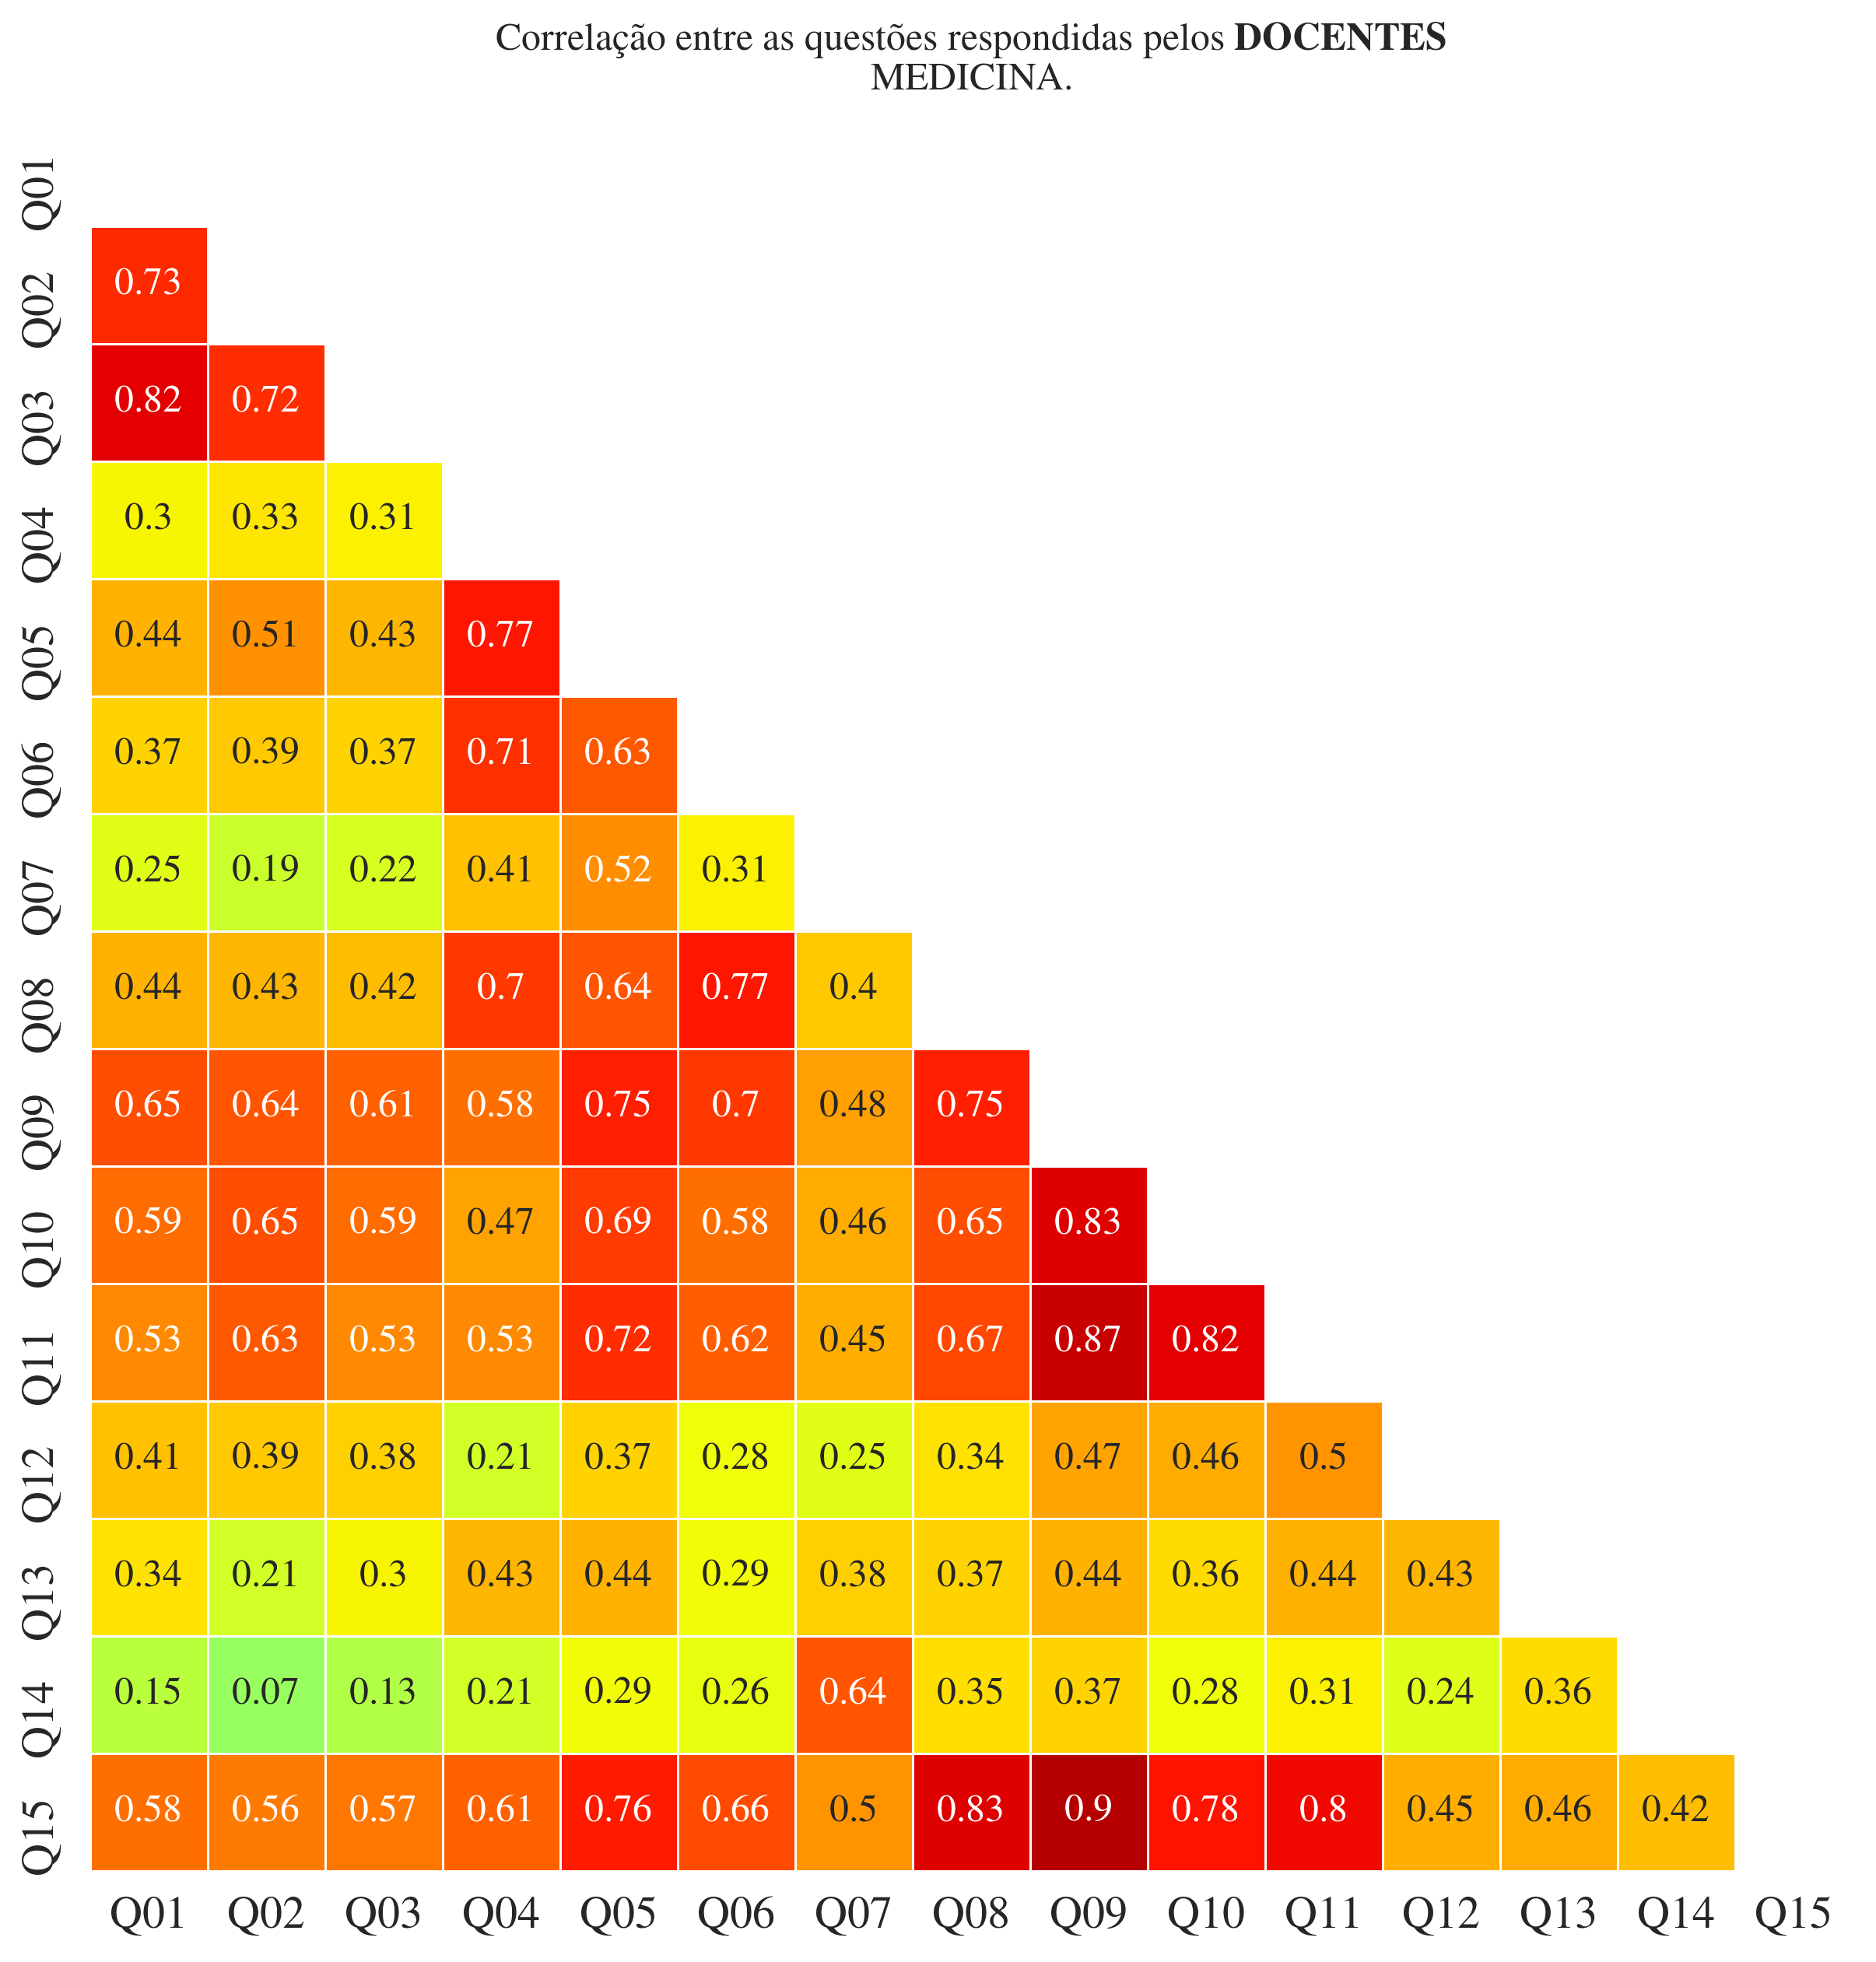 Correlação entre as questões respondidas pelos DOCENTES
MEDICINA.
Q01
Q02 0.73
Q03 0.82 0.72
Q04 0.3 0.33 0.31
Q05 0.44 0.51 0.43 0.77
Q06 0.37 0.39 0.37 0.71 0.63
Q07 0.25 0.19 0.22 0.41 0.52 0.31
Q08 0.44 0.43 0.42 0.7 0.64 0.77 0.4
Q09 0.65 0.64 0.61 0.58 0.75 0.7 0.48 0.75
Q10 0.59 0.65 0.59 0.47 0.69 0.58 0.46 0.65 0.83
Q11 0.53 0.63 0.53 0.53 0.72 0.62 0.45 0.67 0.87 0.82
Q12 0.41 0.39 0.38 0.21 0.37 0.28 0.25 0.34 0.47 0.46 0.5
Q13 0.34 0.21 0.3 0.43 0.44 0.29 0.38 0.37 0.44 0.36 0.44 0.43
Q14 0.15 0.07 0.13 0.21 0.29 0.26 0.64 0.35 0.37 0.28 0.31 0.24 0.36
Q15 0.58 0.56 0.57 0.61 0.76 0.66 0.5 0.83 0.9 0.78 0.8 0.45 0.46 0.42
Q01 Q02 Q03 Q04 Q05 Q06 Q07 Q08 Q09 Q10 Q11 Q12 Q13 Q14 Q15